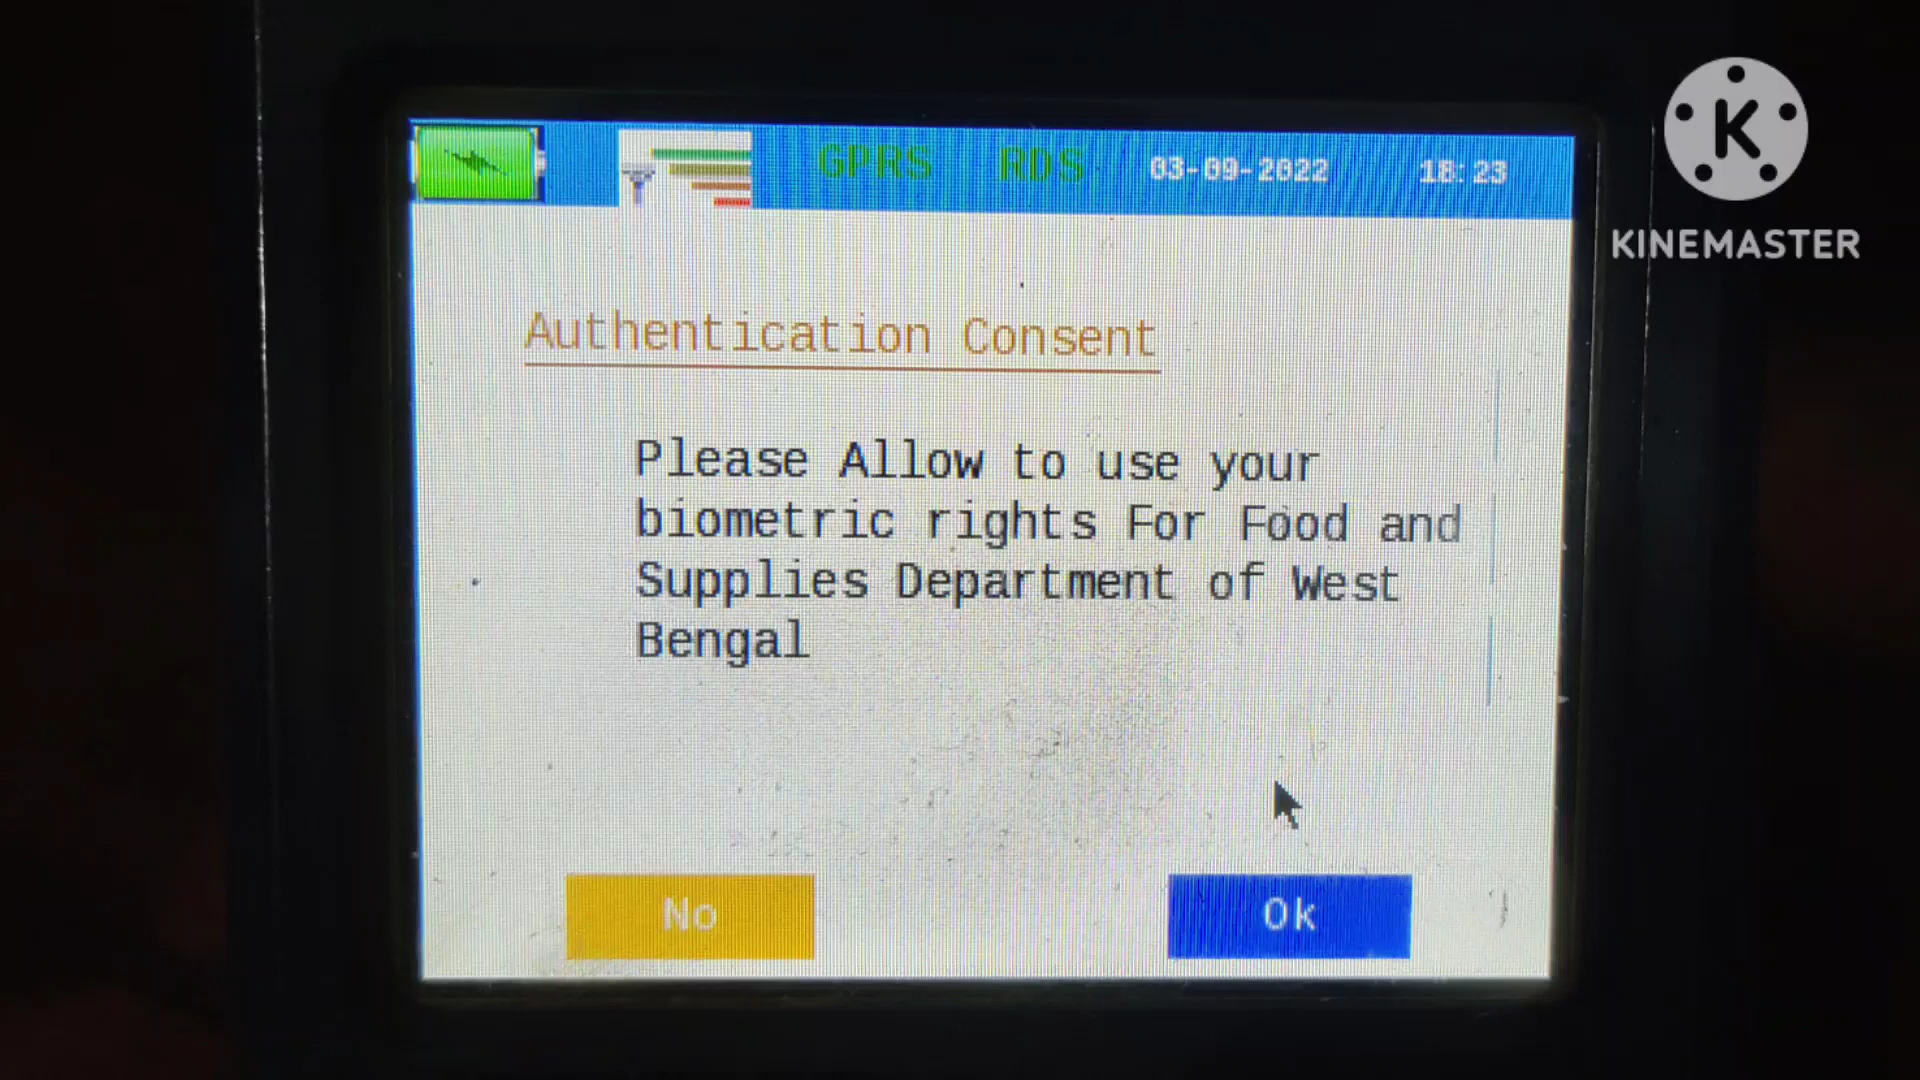 GPRS RDS 03-09-2022 18:23
Authentication Consent
Please Allow to use your
biometric rights For Food and
Supplies Department of West
Bengal
No Ok
K
KINEMASTER